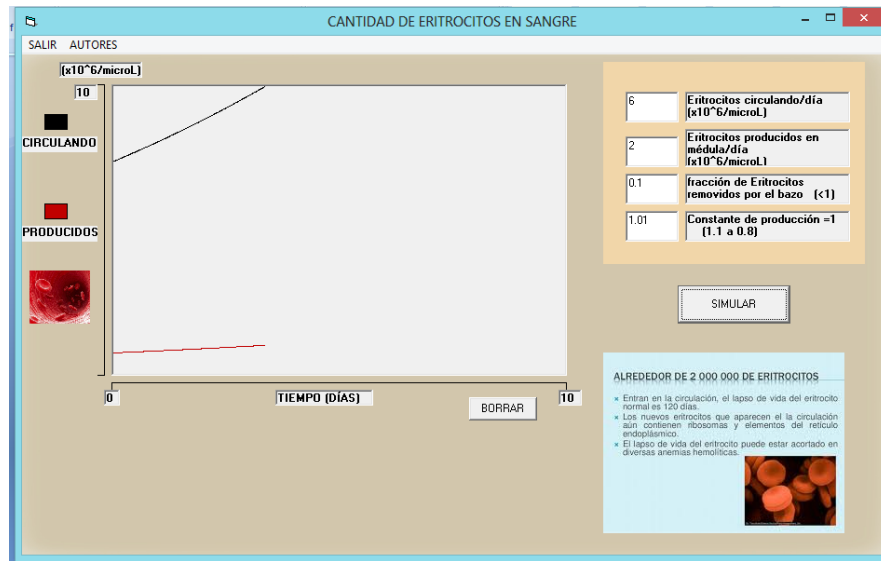 CANTIDAD DE ERITROCITOS EN SANGRE
SALIR AUTORES
(x10^6/microL)
10
CIRCULANDO
PRODUCIDOS
0
TIEMPO (DÍAS)
10
BORRAR
6
Eritrocitos circulando/día
(x10^6/microL)
2
Eritrocitos producidos en
médula/día
(x10^6/microL)
0.1
fracción de Eritrocitos
removidos por el bazo (<1)
1.01
Constante de producción =1
(1.1 a 0.8)
SIMULAR
ALREDEDOR DE 2 000 000 DE ERITROCITOS
Entran en la circulación, el lapso de vida del eritrocito
normal es 120 días.
Los nuevos eritrocitos que aparecen el la circulación
aún contienen ribosomas y elementos del retículo
endoplásmico.
El lapso de vida del eritrocito puede estar acortado en
diversas anemias hemolíticas.